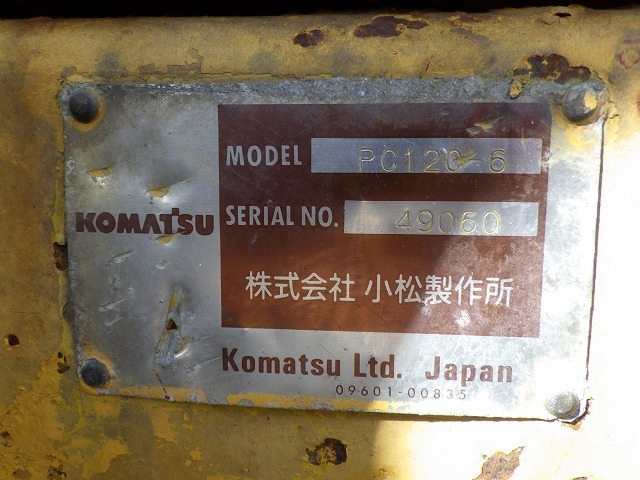 MODEL PC120-6
KOMATSU
SERIAL NO. 49060
株式会社 小松製作所
Komatsu Ltd. Japan
09601-00835